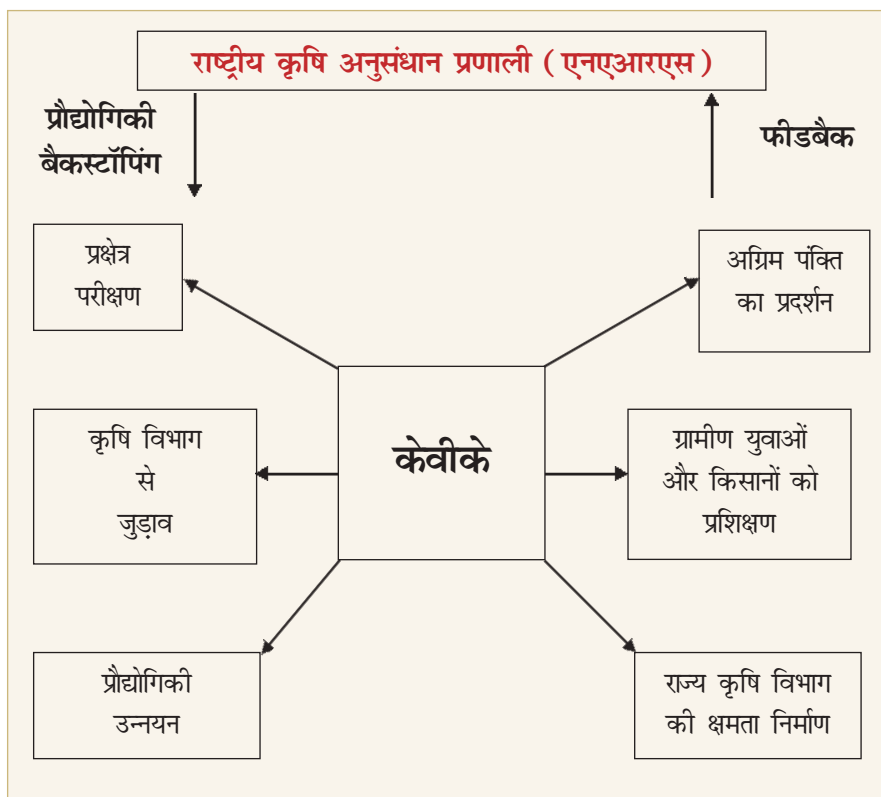 राष्ट्रीय कृषि अनुसंधान प्रणाली ( एनएआरएस )
प्रौद्योगिकी
बैकस्टॉपिंग
फीडबैक
प्रक्षेत्र
परीक्षण
अग्रिम पंक्ति
का प्रदर्शन
कृषि विभाग
से
जुड़ाव
केवीके
ग्रामीण युवाओं
और किसानों को
प्रशिक्षण
प्रौद्योगिकी
उन्नयन
राज्य कृषि विभाग
की क्षमता निर्माण